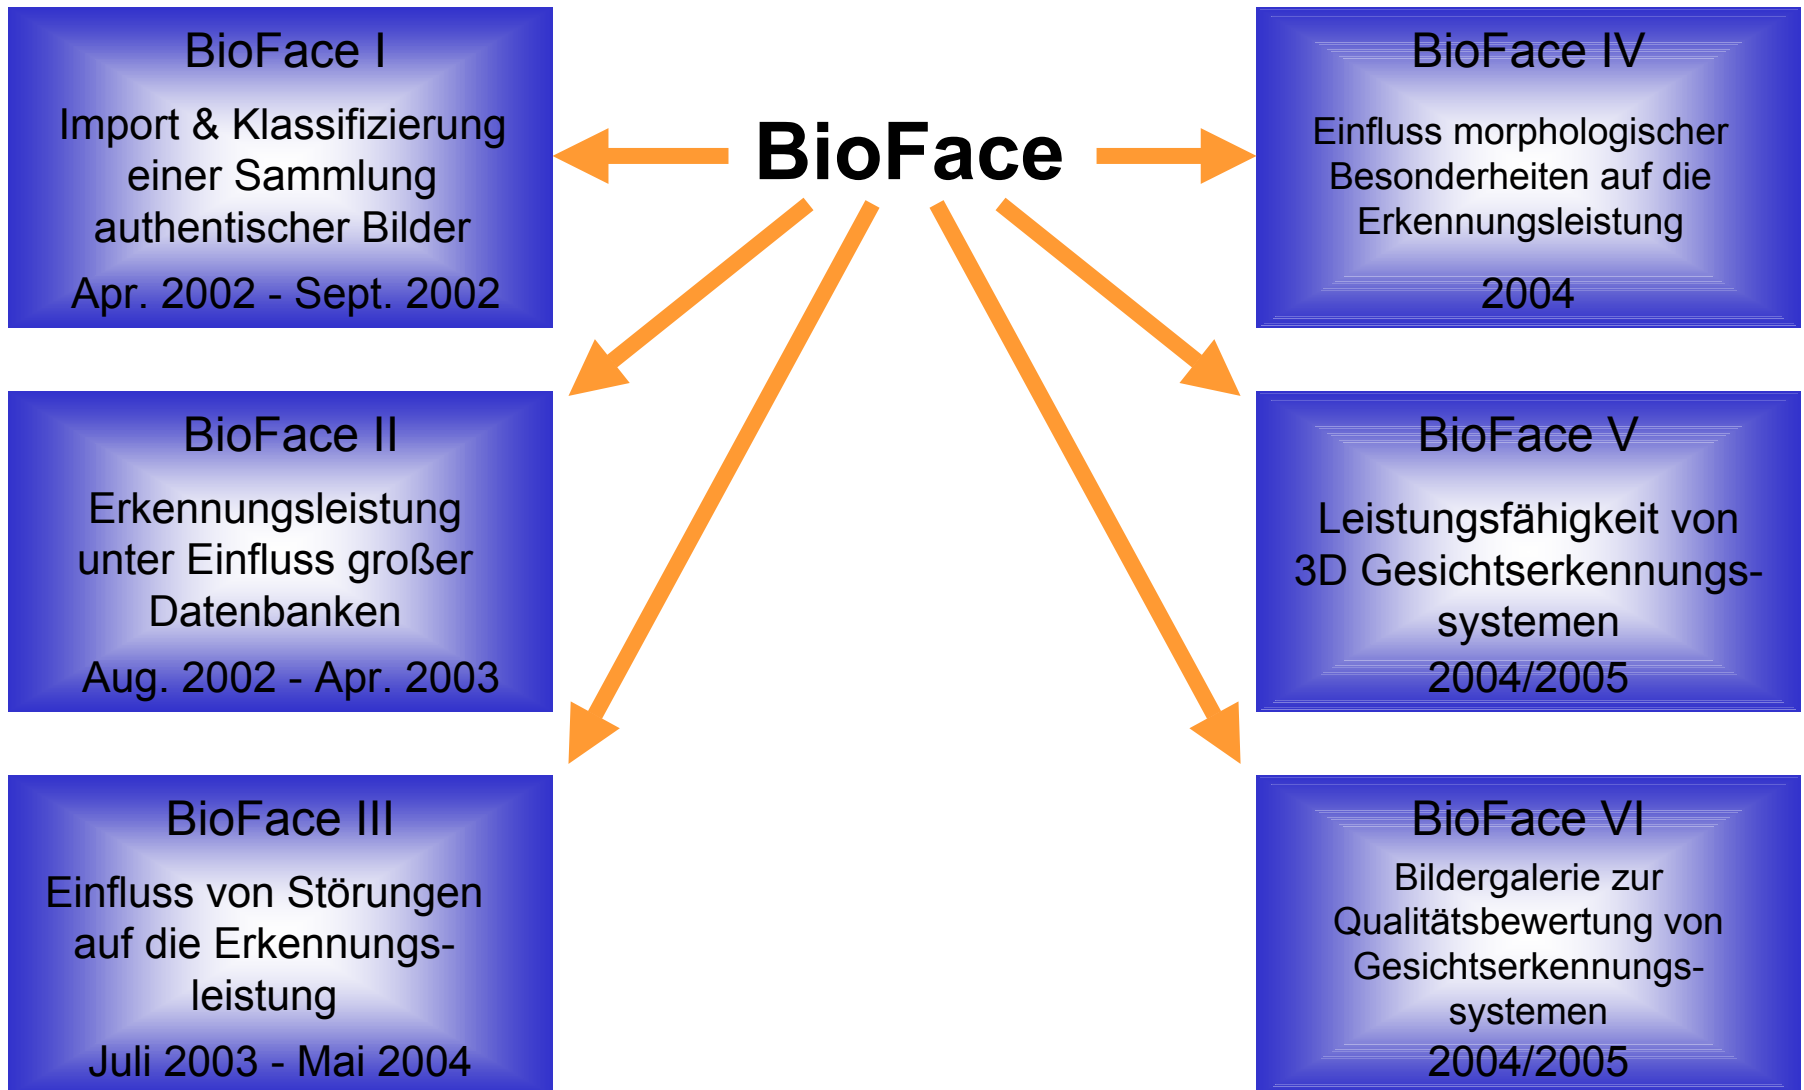 BioFace
BioFace I
Import & Klassifizierung
einer Sammlung
authentischer Bilder
Apr. 2002 - Sept. 2002
BioFace II
Erkennungsleistung
unter Einfluss großer
Datenbanken
Aug. 2002 - Apr. 2003
BioFace III
Einfluss von Störungen
auf die Erkennungs-
leistung
Juli 2003 - Mai 2004
BioFace IV
Einfluss morphologischer
Besonderheiten auf die
Erkennungsleistung
2004
BioFace V
Leistungsfähigkeit von
3D Gesichtserkennungs-
systemen
2004/2005
BioFace VI
Bildergalerie zur
Qualitätsbewertung von
Gesichtserkennungs-
systemen
2004/2005